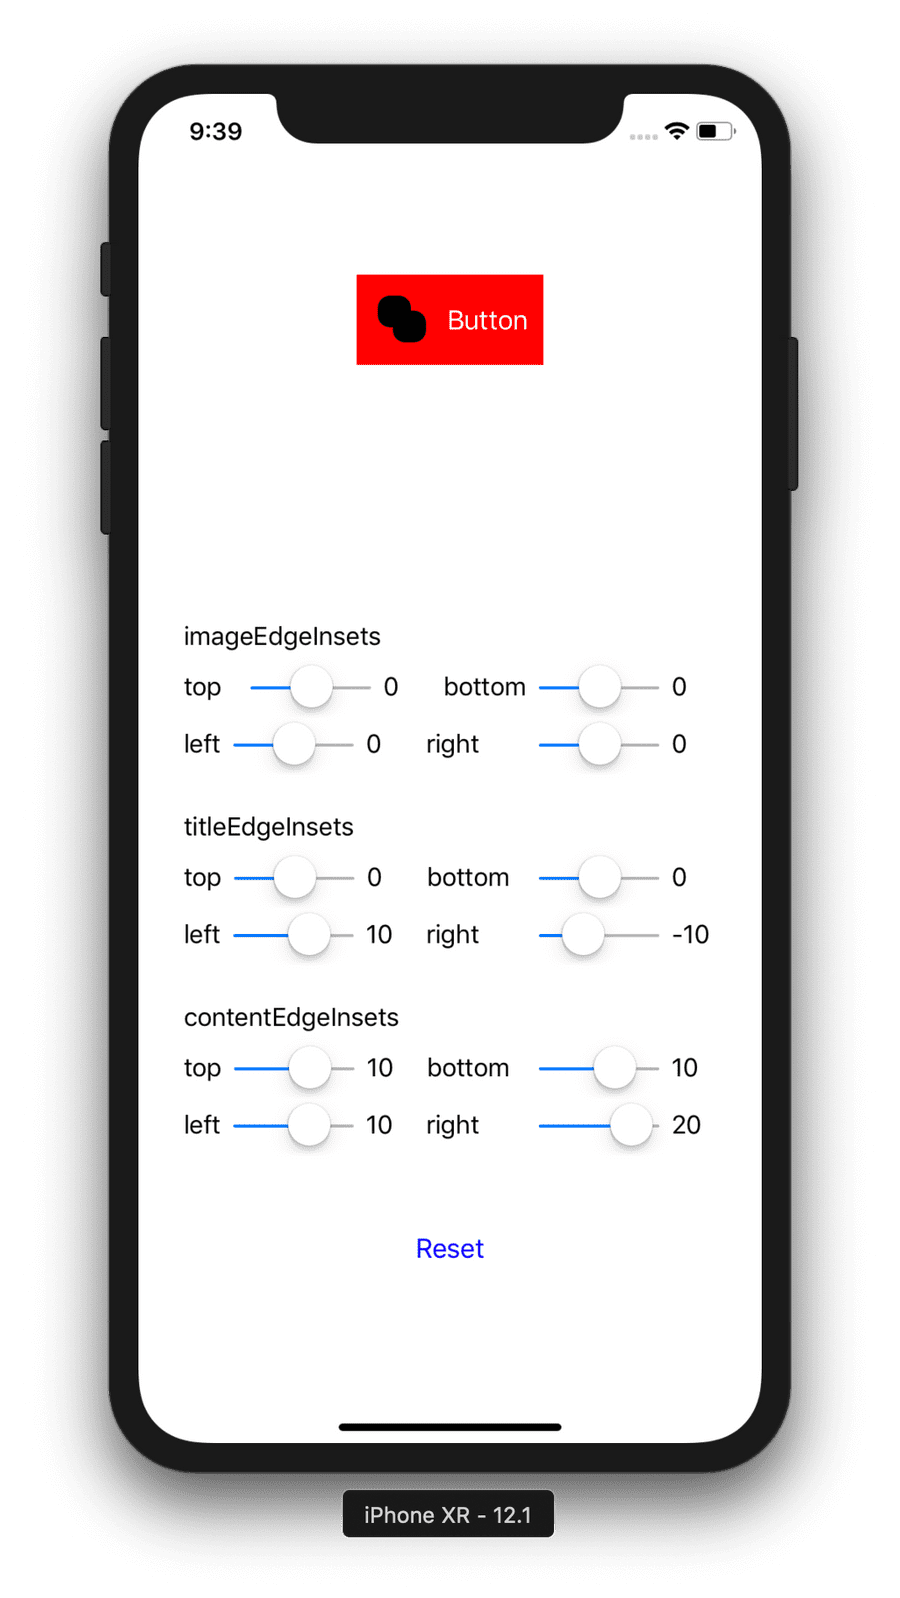 9:39
Button
imageEdgeInsets
top 0 bottom 0
left 0 right 0
titleEdgeInsets
top 0 bottom 0
left 10 right -10
contentEdgeInsets
top 10 bottom 10
left 10 right 20
Reset
iPhone XR - 12.1